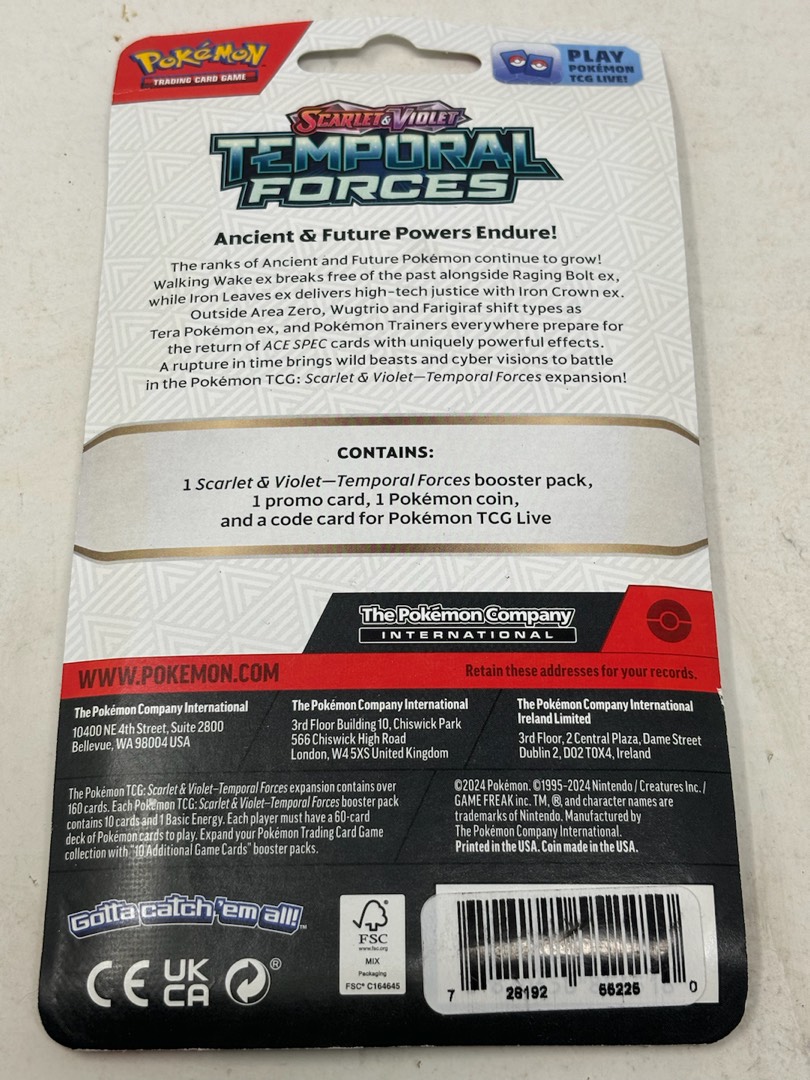 POKÉMON
TRADING CARD GAME
PLAY
POKÉMON
TCG LIVE!
SCARLET & VIOLET
TEMPORAL
FORCES
Ancient & Future Powers Endure!
The ranks of Ancient and Future Pokémon continue to grow!
Walking Wake ex breaks free of the past alongside Raging Bolt ex,
while Iron Leaves ex delivers high-tech justice with Iron Crown ex.
Outside Area Zero, Wugtrio and Farigiraf shift types as
Tera Pokémon ex, and Pokémon Trainers everywhere prepare for
the return of ACE SPEC cards with uniquely powerful effects.
A rupture in time brings wild beasts and cyber visions to battle
in the Pokémon TCG: Scarlet & Violet—Temporal Forces expansion!
CONTAINS:
1 Scarlet & Violet—Temporal Forces booster pack,
1 promo card, 1 Pokémon coin,
and a code card for Pokémon TCG Live
The Pokémon Company
INTERNATIONAL
WWW.POKEMON.COM
Retain these addresses for your records.
The Pokémon Company International
10400 NE 4th Street, Suite 2800
Bellevue, WA 98004 USA
The Pokémon Company International
3rd Floor Building 10, Chiswick Park
566 Chiswick High Road
London, W4 5XS United Kingdom
The Pokémon Company International
Ireland Limited
3rd Floor, 2 Central Plaza, Dame Street
Dublin 2, D02 T0X4, Ireland
The Pokémon TCG: Scarlet & Violet—Temporal Forces expansion contains over
160 cards. Each Pokémon TCG: Scarlet & Violet—Temporal Forces booster pack
contains 10 cards and 1 Basic Energy. Each player must have a 60-card
deck of Pokémon cards to play. Expand your Pokémon Trading Card Game
collection with "10 Additional Game Cards" booster packs.
©2024 Pokémon. ©1995-2024 Nintendo / Creatures Inc. /
GAME FREAK inc. TM, ®, and character names are
trademarks of Nintendo. Manufactured by
The Pokémon Company International.
Printed in the USA. Coin made in the USA.
Gotta catch 'em all!™
CE UK
CA ®
FSC
www.fsc.org
MIX
Packaging
FSC® C164645
7 28192 55225 0